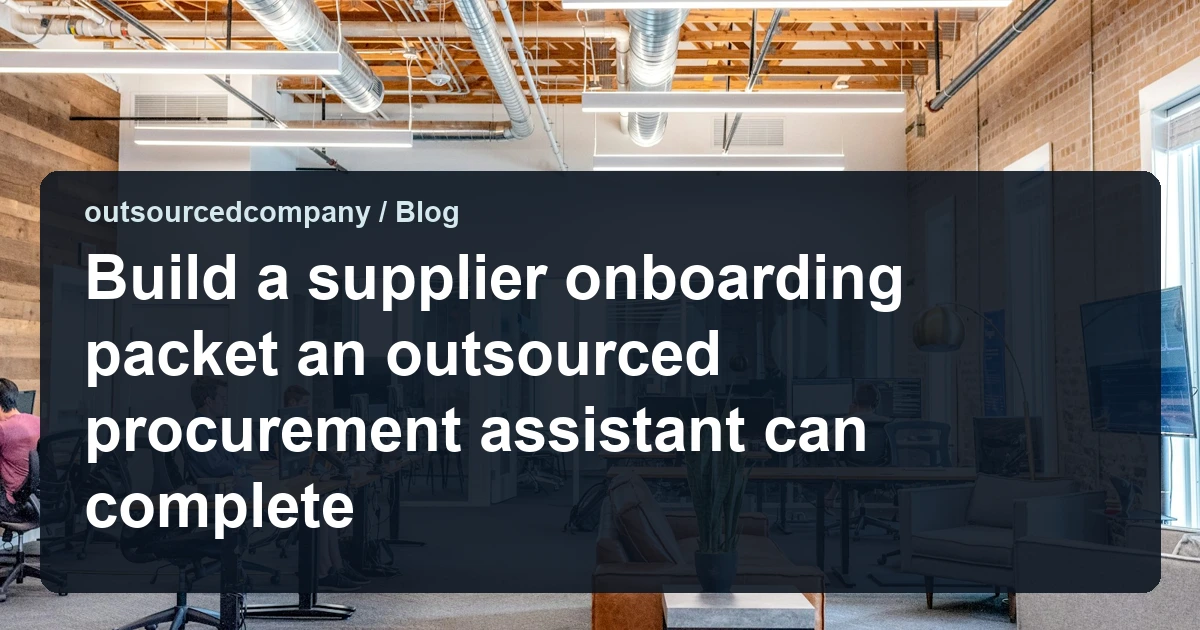 outsourcedcompany / Blog
Build a supplier onboarding
packet an outsourced
procurement assistant can
complete